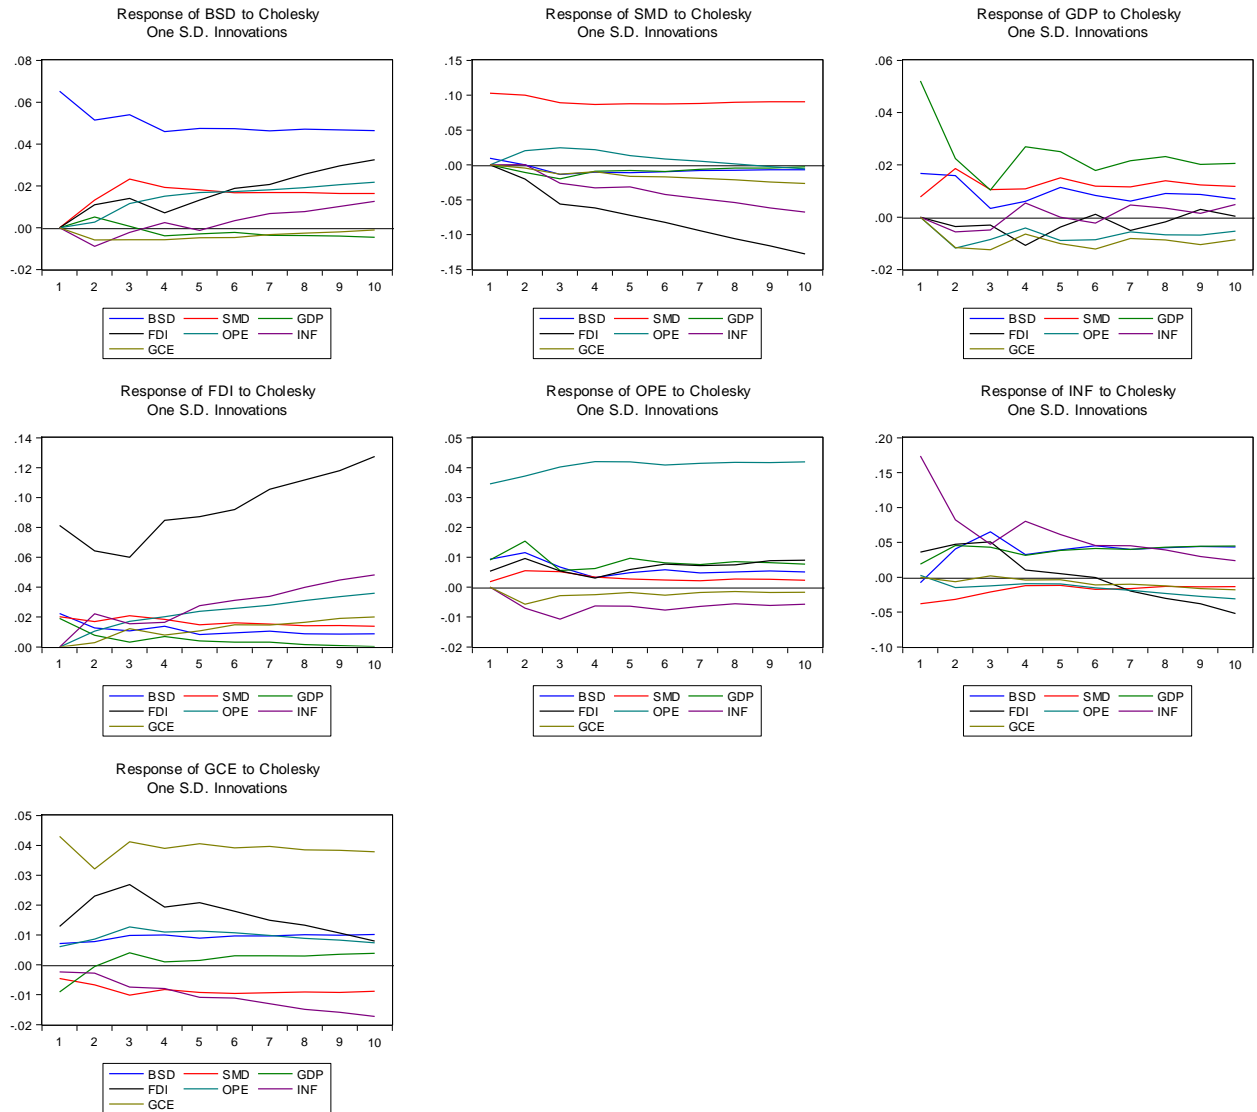 Response of BSD to Cholesky
One S.D. Innovations
.08
.06
.04
.02
.00
-.02
1 2 3 4 5 6 7 8 9 10
BSD SMD GDP
FDI OPE INF
GCE
Response of SMD to Cholesky
One S.D. Innovations
.15
.10
.05
.00
-.05
-.10
-.15
1 2 3 4 5 6 7 8 9 10
BSD SMD GDP
FDI OPE INF
GCE
Response of GDP to Cholesky
One S.D. Innovations
.06
.04
.02
.00
-.02
1 2 3 4 5 6 7 8 9 10
BSD SMD GDP
FDI OPE INF
GCE
Response of FDI to Cholesky
One S.D. Innovations
.14
.12
.10
.08
.06
.04
.02
.00
1 2 3 4 5 6 7 8 9 10
BSD SMD GDP
FDI OPE INF
GCE
Response of OPE to Cholesky
One S.D. Innovations
.05
.04
.03
.02
.01
.00
-.01
-.02
1 2 3 4 5 6 7 8 9 10
BSD SMD GDP
FDI OPE INF
GCE
Response of INF to Cholesky
One S.D. Innovations
.20
.15
.10
.05
.00
-.05
-.10
1 2 3 4 5 6 7 8 9 10
BSD SMD GDP
FDI OPE INF
GCE
Response of GCE to Cholesky
One S.D. Innovations
.05
.04
.03
.02
.01
.00
-.01
-.02
1 2 3 4 5 6 7 8 9 10
BSD SMD GDP
FDI OPE INF
GCE